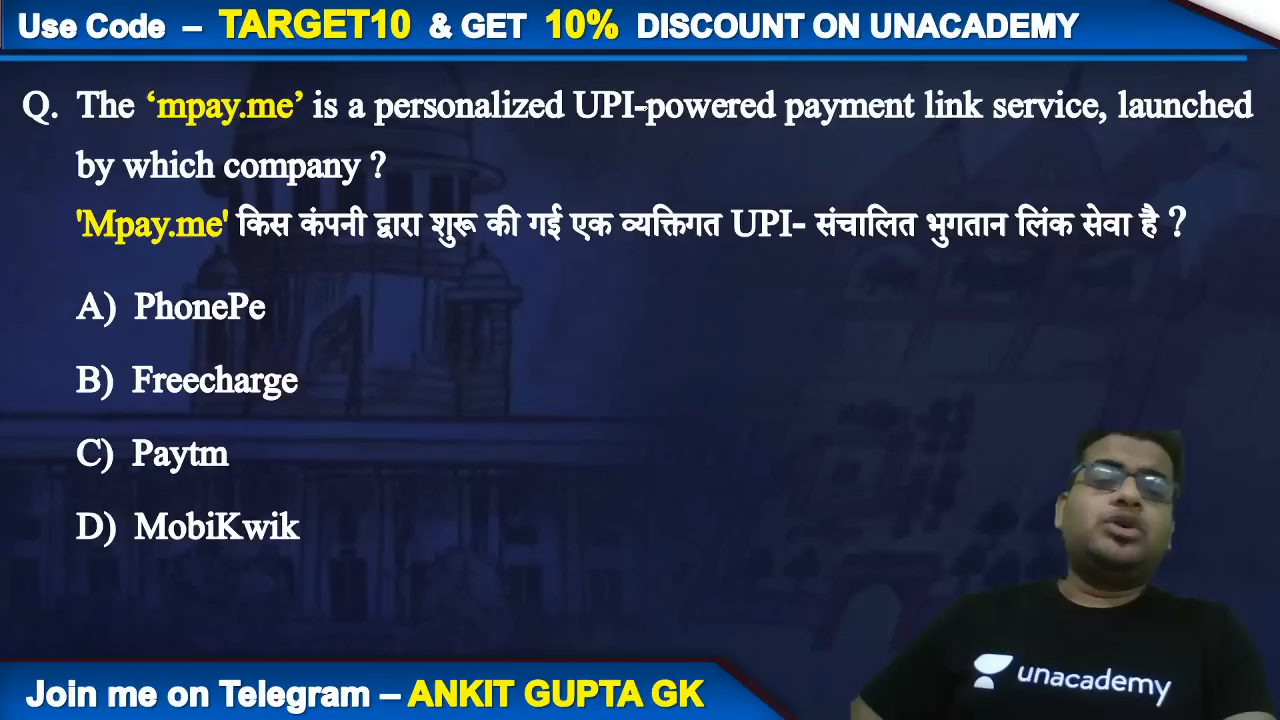 Use Code – TARGET10 & GET 10% DISCOUNT ON UNACADEMY
Q. The ‘mpay.me’ is a personalized UPI-powered payment link service, launched
by which company ?
'Mpay.me' किस कंपनी द्वारा शुरू की गई एक व्यक्तिगत UPI- संचालित भुगतान लिंक सेवा है ?
A) PhonePe
B) Freecharge
C) Paytm
D) MobiKwik
unacademy
Join me on Telegram – ANKIT GUPTA GK